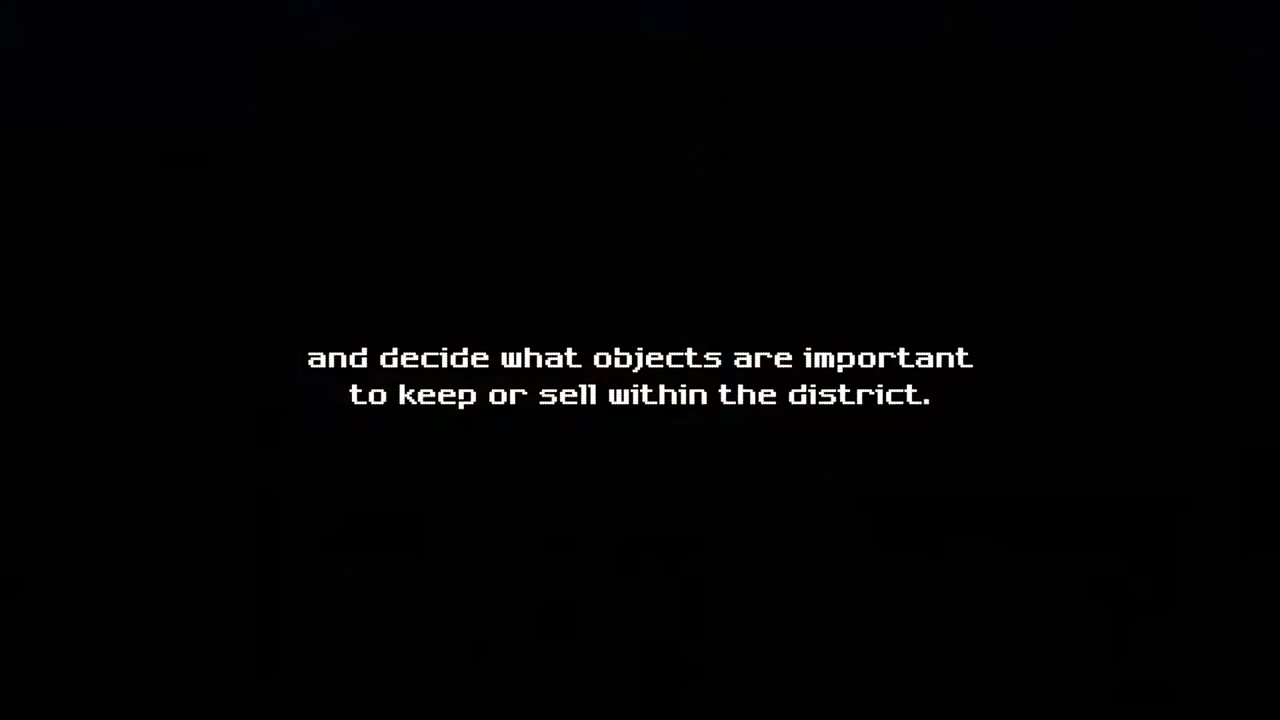 and decide what objects are important
to keep or sell within the district.